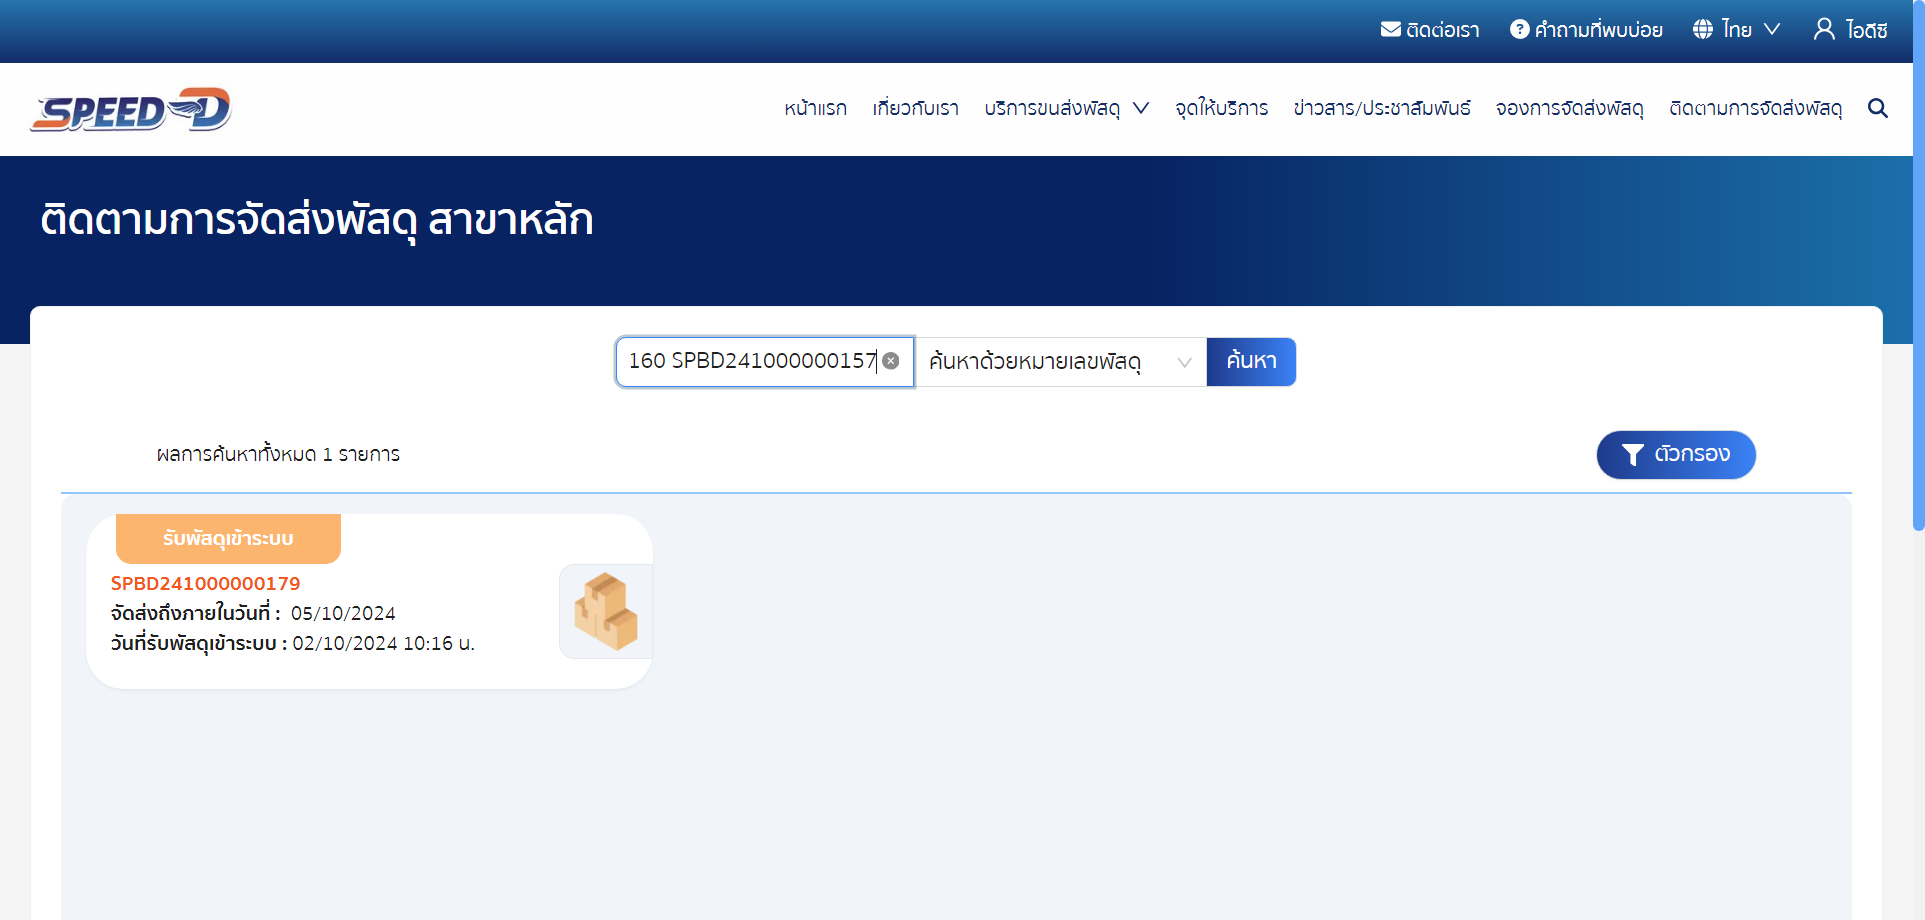 ติดต่อเรา คำถามที่พบบ่อย ไทย ไอดีซี
SPEED D
หน้าแรก เกี่ยวกับเรา บริการขนส่งพัสดุ จุดให้บริการ ข่าวสาร/ประชาสัมพันธ์ จองการจัดส่งพัสดุ ติดตามการจัดส่งพัสดุ
ติดตามการจัดส่งพัสดุ สาขาหลัก
160 SPBD241000000157 ค้นหาด้วยหมายเลขพัสดุ ค้นหา
ผลการค้นหาทั้งหมด 1 รายการ ตัวกรอง
รับพัสดุเข้าระบบ
SPBD241000000179
จัดส่งถึงภายในวันที่ : 05/10/2024
วันที่รับพัสดุเข้าระบบ : 02/10/2024 10:16 น.